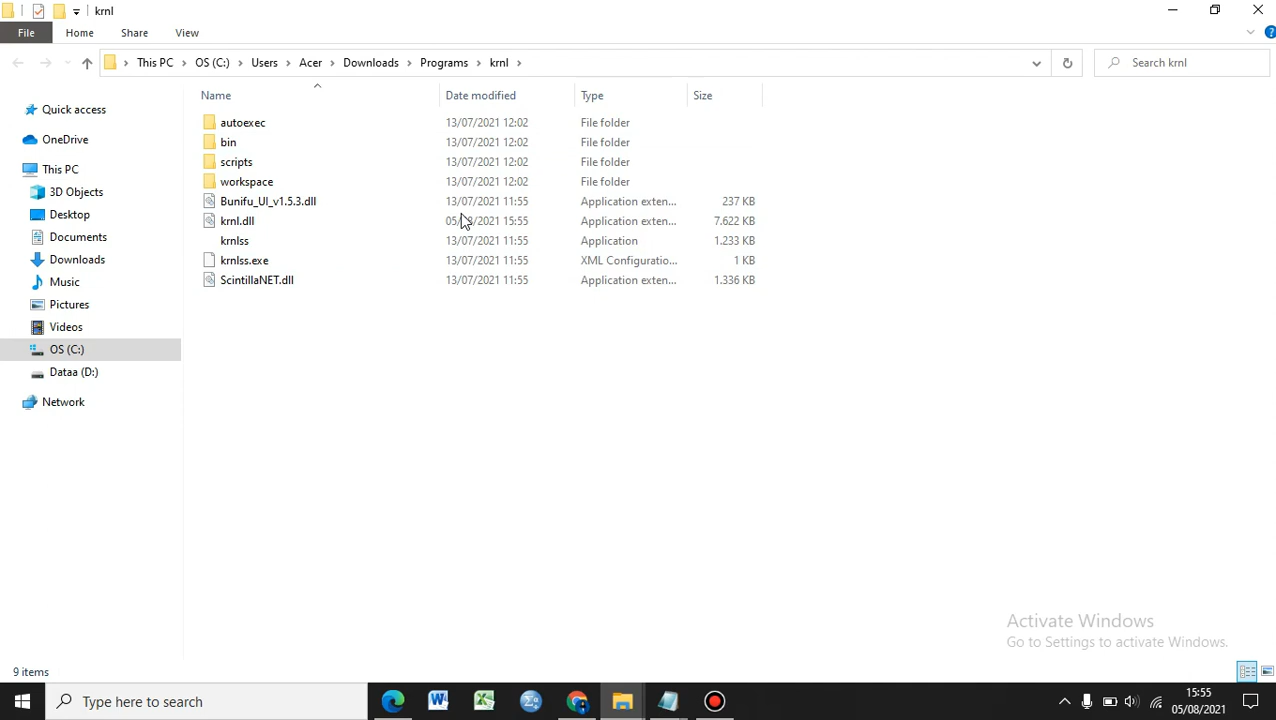 krnl
File Home Share View
This PC OS (C:) Users Acer Downloads Programs krnl Search krnl
Name Date modified Type Size
Quick access
OneDrive
This PC
3D Objects
Desktop
Documents
Downloads
Music
Pictures
Videos
OS (C:)
Dataa (D:)
Network
autoexec 13/07/2021 12:02 File folder
bin 13/07/2021 12:02 File folder
scripts 13/07/2021 12:02 File folder
workspace 13/07/2021 12:02 File folder
Bunifu_UI_v1.5.3.dll 13/07/2021 11:55 Application exten... 237 KB
krnl.dll 15:55 Application exten... 7.622 KB
krnlss 13/07/2021 11:55 Application 1.233 KB
krnlss.exe 13/07/2021 11:55 XML Configuratio... 1 KB
ScintillaNET.dll 13/07/2021 11:55 Application exten... 1.336 KB
Activate Windows
Go to Settings to activate Windows.
9 items
Type here to search
15:55
05/08/2021